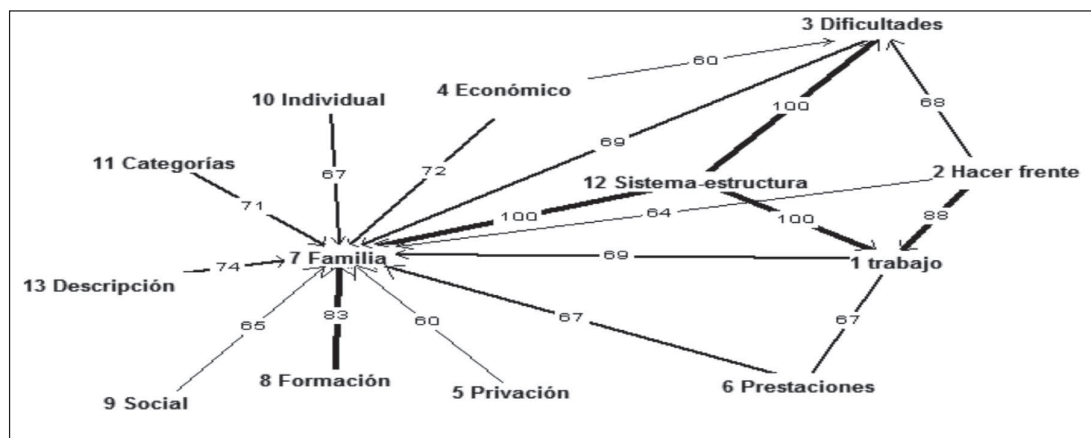 3 Dificultades
60
4 Económico
10 Individual
100
68
69
11 Categorías
67
72
12 Sistema-estructura
2 Hacer frente
71
100
64
100
88
7 Familia
69
1 trabajo
74
13 Descripción
65
83
60
67
67
8 Formación
5 Privación
6 Prestaciones
9 Social